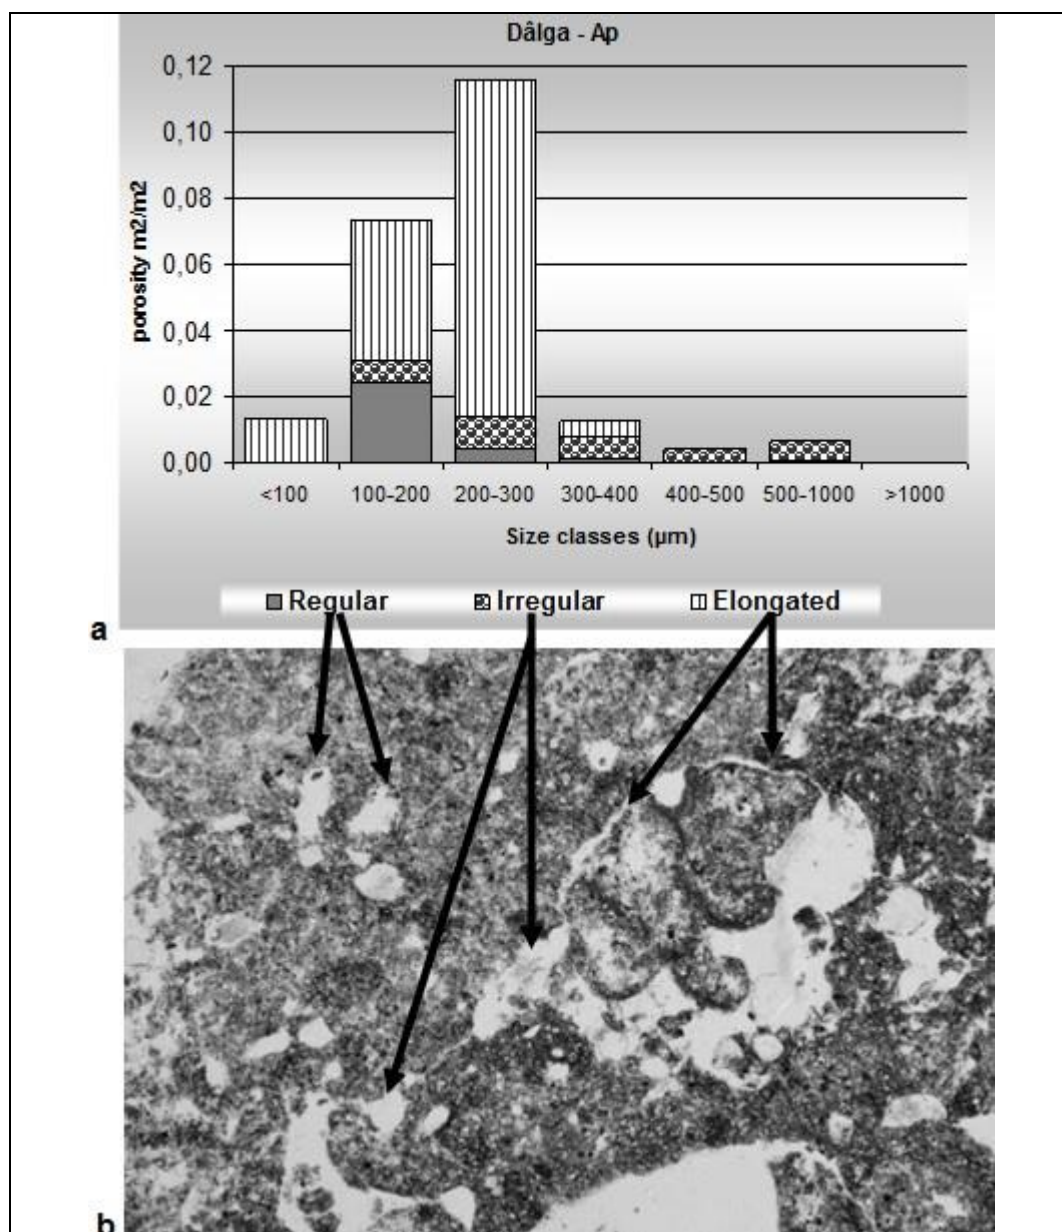 Dâlga - Ap
0,12
0,10
0,08
0,06
0,04
0,02
0,00
porosity m2/m2
<100 100-200 200-300 300-400 400-500 500-1000 >1000
Size classes (µm)
Regular Irregular Elongated
a
b